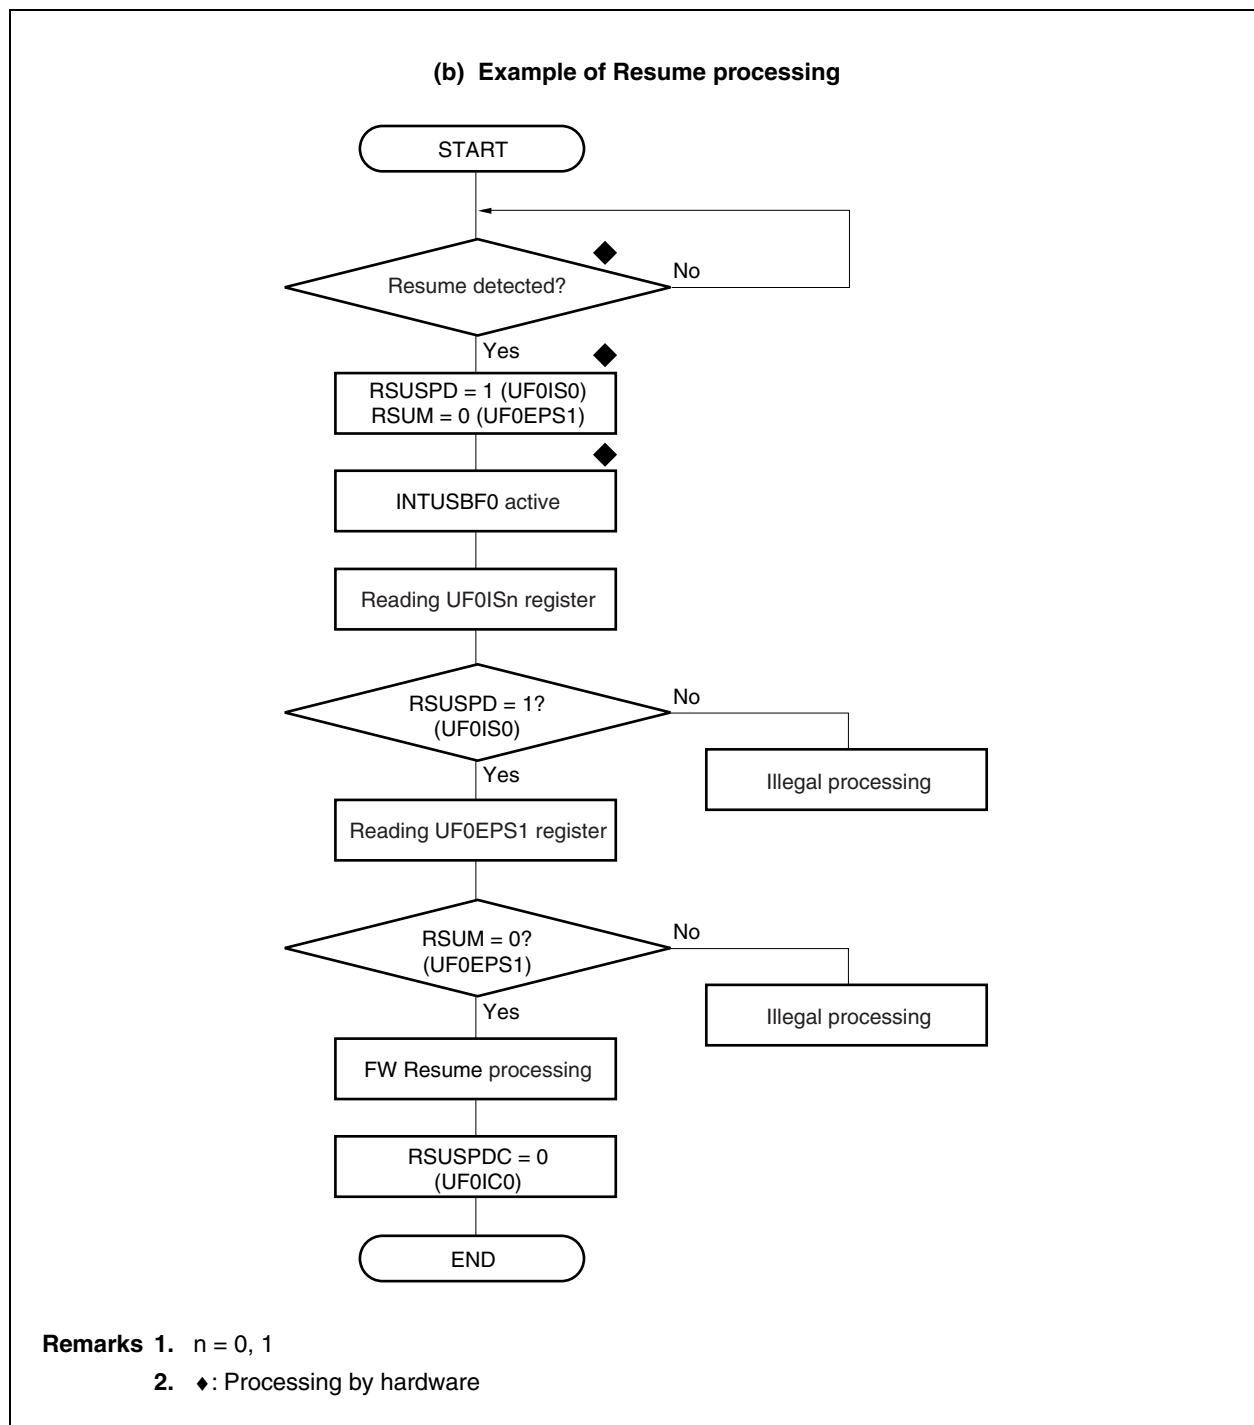 (b) Example of Resume processing
START
Resume detected?
No
Yes
RSUSPD = 1 (UF0IS0)
RSUM = 0 (UF0EPS1)
INTUSBF0 active
Reading UF0ISn register
RSUSPD = 1?
(UF0IS0)
No
Yes
Illegal processing
Reading UF0EPS1 register
RSUM = 0?
(UF0EPS1)
No
Yes
Illegal processing
FW Resume processing
RSUSPDC = 0
(UF0IC0)
END
Remarks 1. n = 0, 1
2. ♦: Processing by hardware